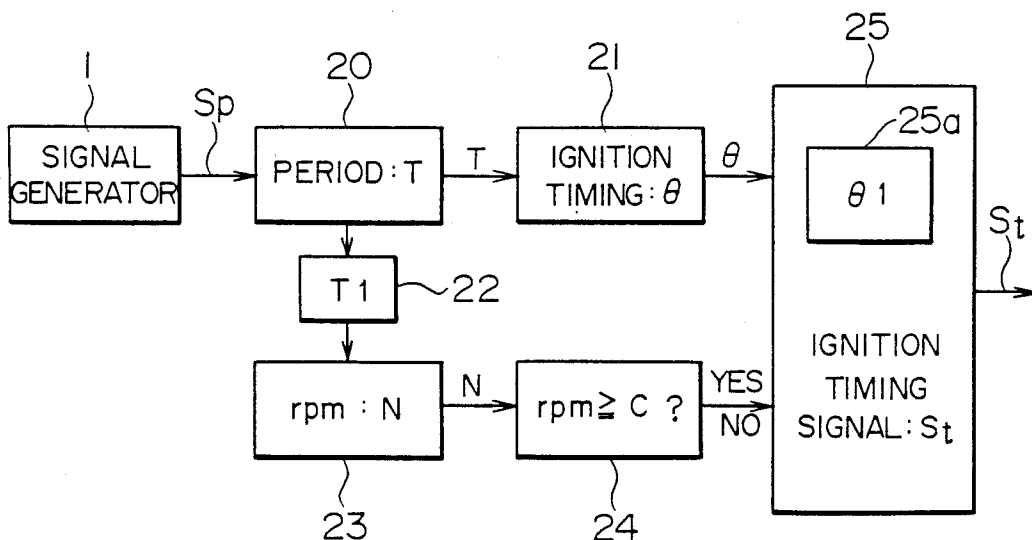 1
Sp
20
21
25
25a
SIGNAL
GENERATOR
PERIOD : T
T
IGNITION
TIMING : θ
θ
θ 1
St
T 1
22
rpm : N
N
rpm ≧ C ?
YES
NO
IGNITION
TIMING
SIGNAL : St
23
24